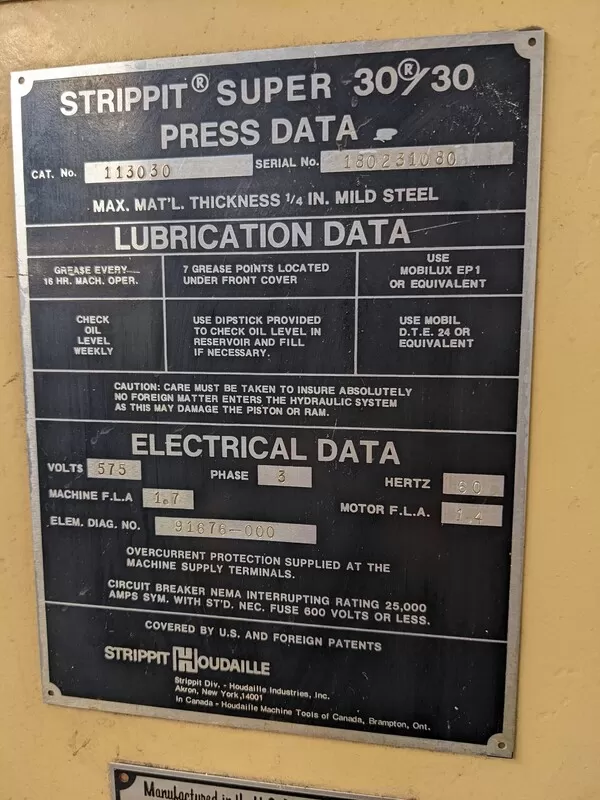 STRIPPIT® SUPER 30®/30
PRESS DATA
CAT. No. 113030 SERIAL No. 180231080
MAX. MAT'L. THICKNESS 1/4 IN. MILD STEEL
LUBRICATION DATA
GREASE EVERY
16 HR. MACH. OPER.
7 GREASE POINTS LOCATED
UNDER FRONT COVER
USE
MOBILUX EP1
OR EQUIVALENT
CHECK
OIL
LEVEL
WEEKLY
USE DIPSTICK PROVIDED
TO CHECK OIL LEVEL IN
RESERVOIR AND FILL
IF NECESSARY.
USE MOBIL
D.T.E. 24 OR
EQUIVALENT
CAUTION: CARE MUST BE TAKEN TO INSURE ABSOLUTELY
NO FOREIGN MATTER ENTERS THE HYDRAULIC SYSTEM
AS THIS MAY DAMAGE THE PISTON OR RAM.
ELECTRICAL DATA
VOLTS 575 PHASE 3 HERTZ 60
MACHINE F.L.A 1.7 MOTOR F.L.A. 1.4
ELEM. DIAG. NO. 91676-000
OVERCURRENT PROTECTION SUPPLIED AT THE
MACHINE SUPPLY TERMINALS.
CIRCUIT BREAKER NEMA INTERRUPTING RATING 25,000
AMPS SYM. WITH ST'D. NEC. FUSE 600 VOLTS OR LESS.
COVERED BY U.S. AND FOREIGN PATENTS
STRIPPIT HOUDAILLE
Strippit Div. - Houdaille Industries, Inc.
Akron, New York,14001
In Canada - Houdaille Machine Tools of Canada, Brampton, Ont.
Manufactured in